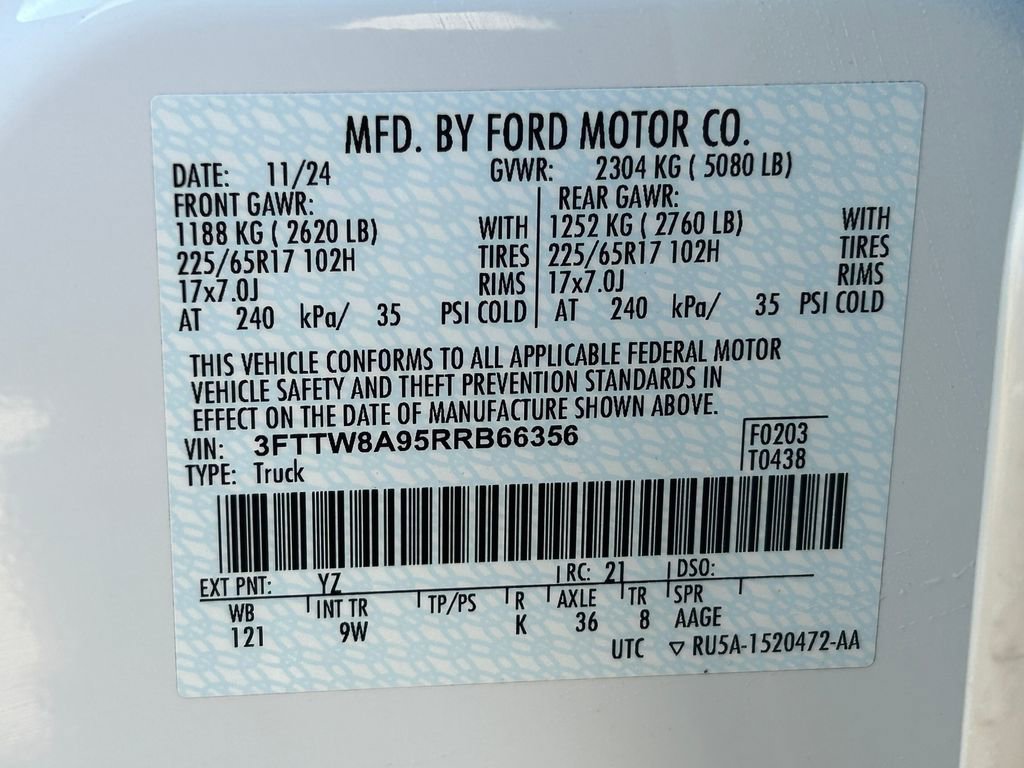 MFD. BY FORD MOTOR CO.
DATE: 11/24 GVWR: 2304 KG ( 5080 LB)
FRONT GAWR: REAR GAWR:
1188 KG ( 2620 LB) WITH 1252 KG ( 2760 LB) WITH
225/65R17 102H TIRES 225/65R17 102H TIRES
17x7.0J RIMS 17x7.0J RIMS
AT 240 kPa/ 35 PSI COLD AT 240 kPa/ 35 PSI COLD
THIS VEHICLE CONFORMS TO ALL APPLICABLE FEDERAL MOTOR
VEHICLE SAFETY AND THEFT PREVENTION STANDARDS IN
EFFECT ON THE DATE OF MANUFACTURE SHOWN ABOVE.
VIN: 3FTTW8A95RRB66356 F0203
TYPE: Truck T0438
EXT PNT: YZ RC: 21 DSO:
WB INT TR TP/PS R AXLE TR SPR
121 9W K 36 8 AAGE
UTC ▽ RU5A-1520472-AA